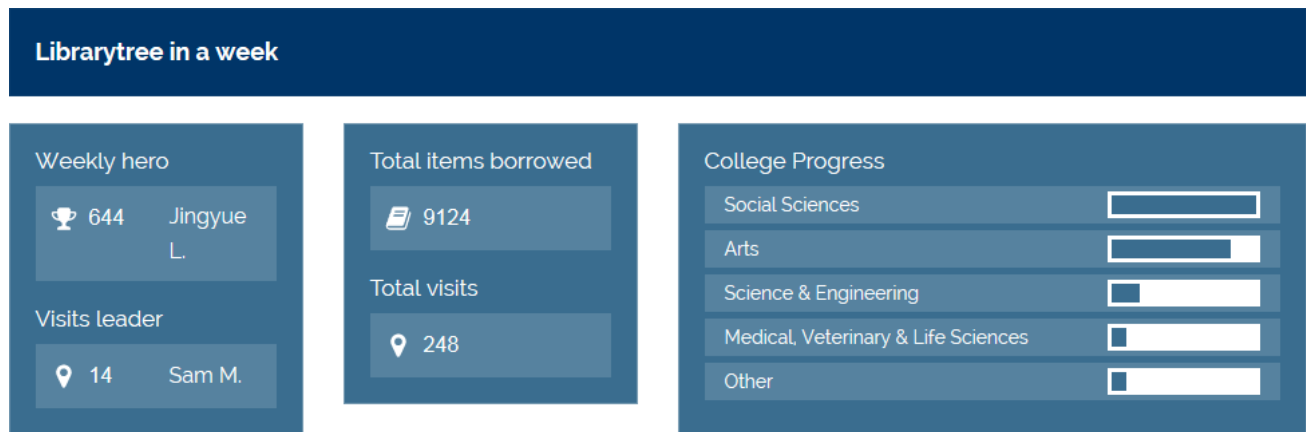 Librarytree in a week
Weekly hero
644 Jingyue
L.
Visits leader
14 Sam M.
Total items borrowed
9124
Total visits
248
College Progress
Social Sciences
Arts
Science & Engineering
Medical, Veterinary & Life Sciences
Other